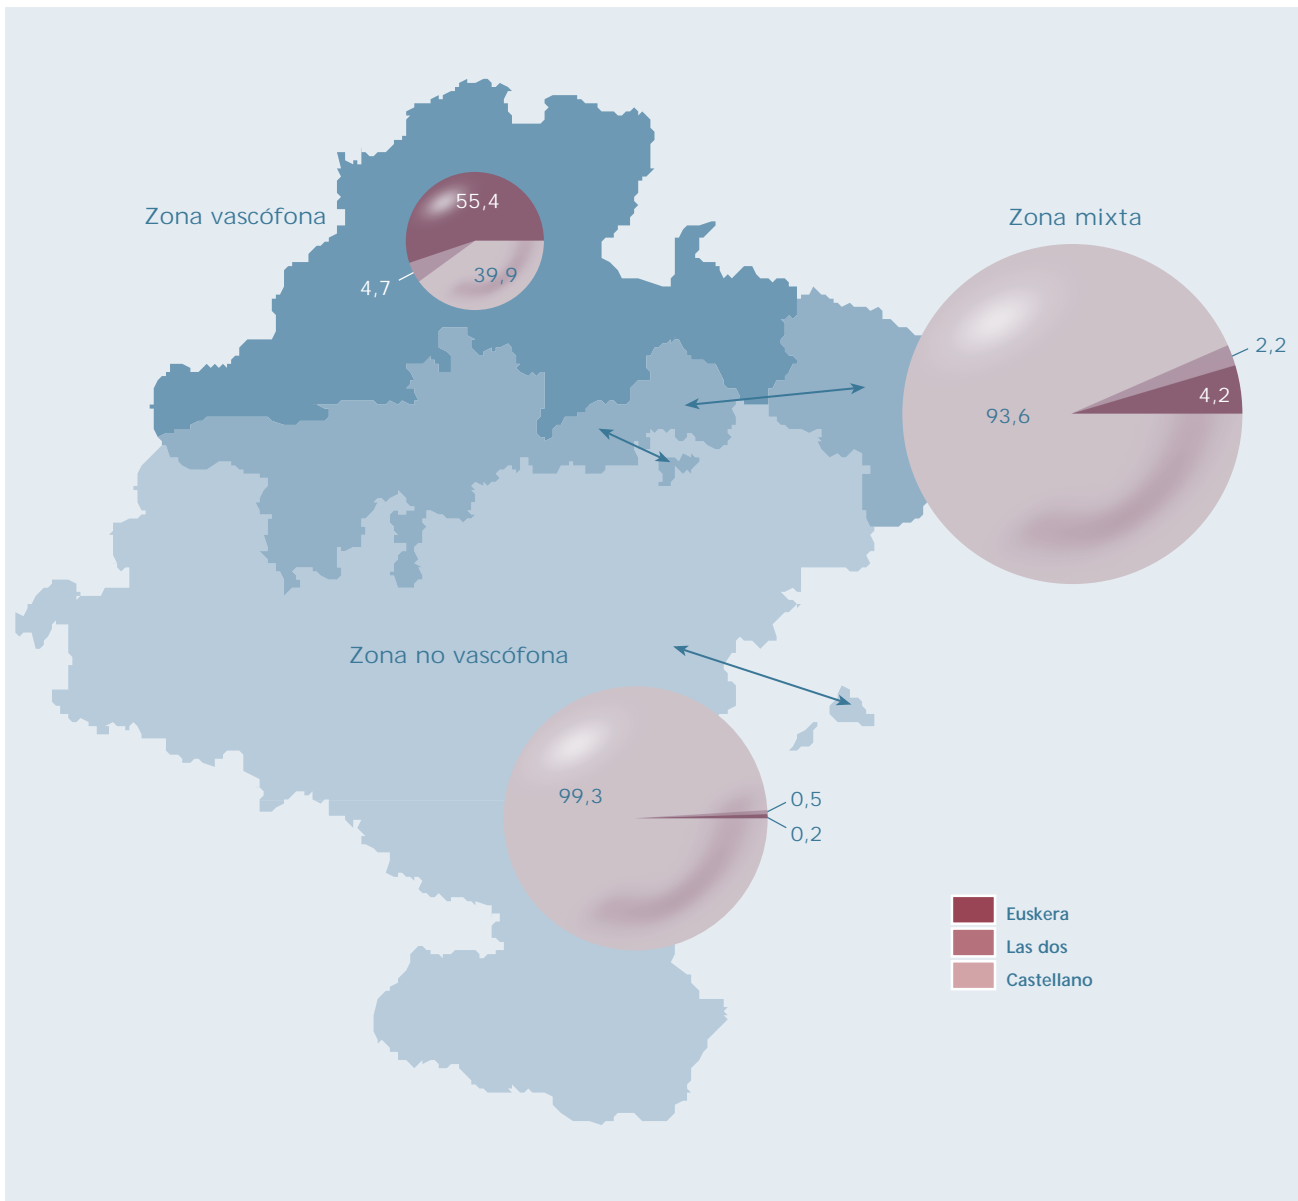 Zona vascófona
55,4
4,7
39,9
Zona mixta
2,2
4,2
93,6
Zona no vascófona
99,3
0,5
0,2
Euskera
Las dos
Castellano